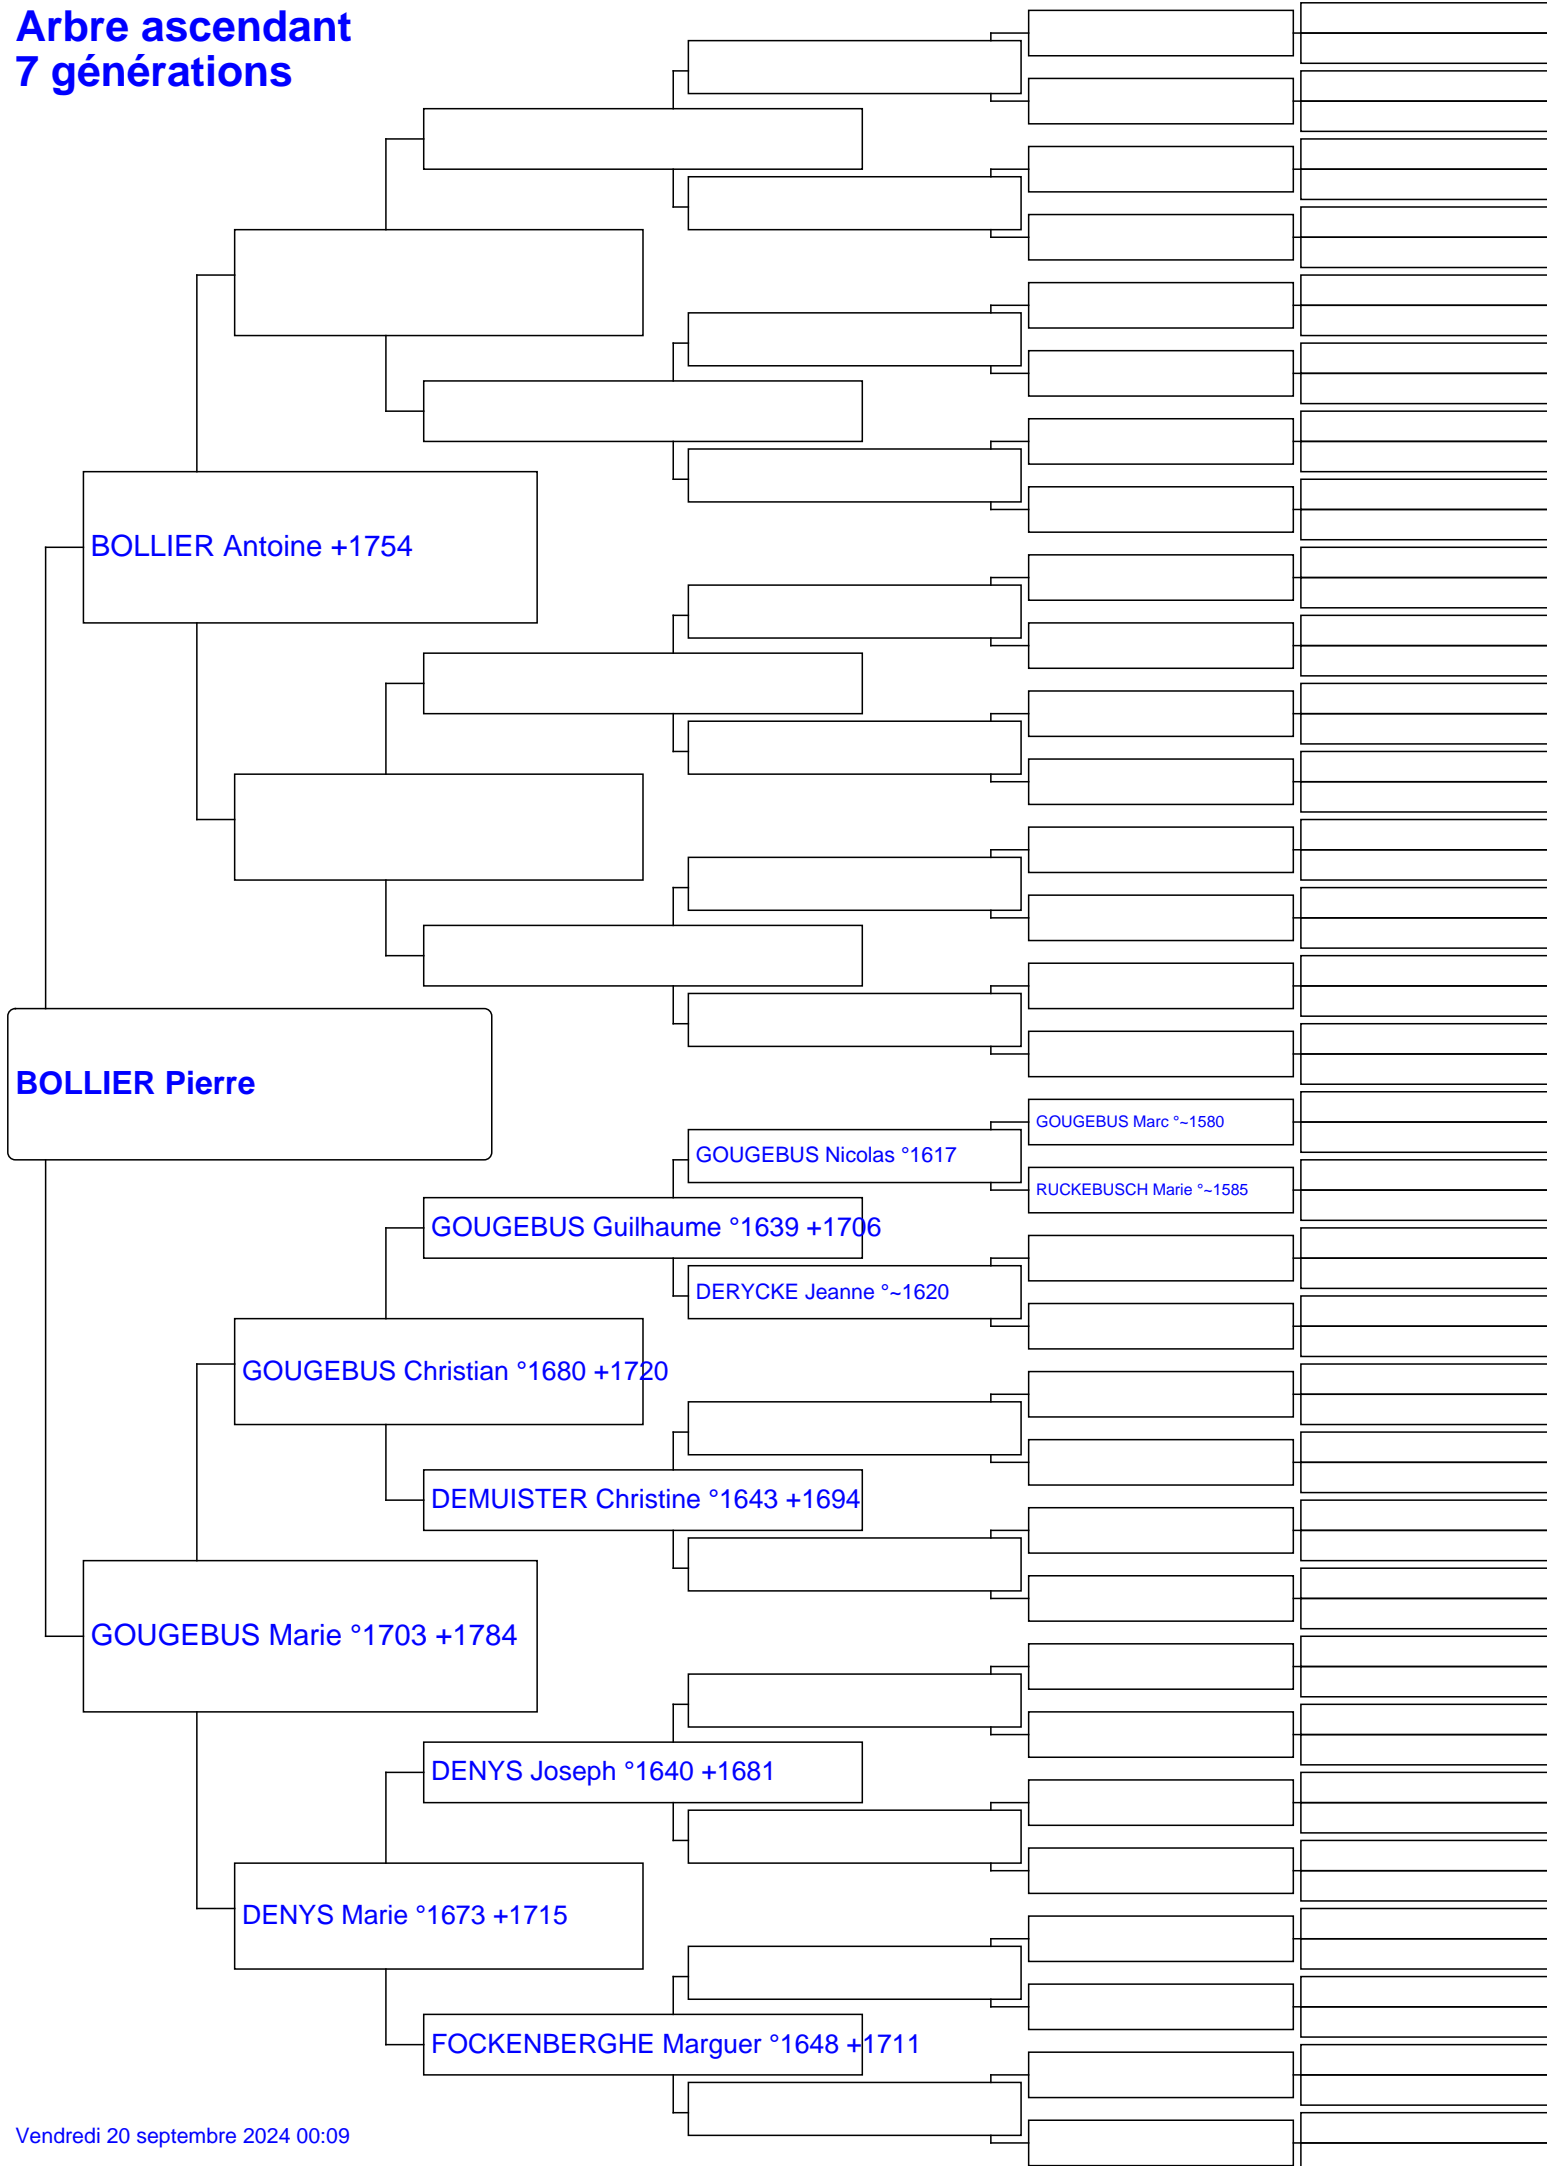 Arbre ascendant
7 générations
BOLLIER Antoine +1754
BOLLIER Pierre
GOUGEBUS Marc °~1580
GOUGEBUS Nicolas °1617
RUCKEBUSCH Marie °~1585
GOUGEBUS Guilhaume °1639 +1706
DERYCKE Jeanne °~1620
GOUGEBUS Christian °1680 +1720
DEMUISTER Christine °1643 +1694
GOUGEBUS Marie °1703 +1784
DENYS Joseph °1640 +1681
DENYS Marie °1673 +1715
FOCKENBERGHE Marguer °1648 +1711
Vendredi 20 septembre 2024 00:09